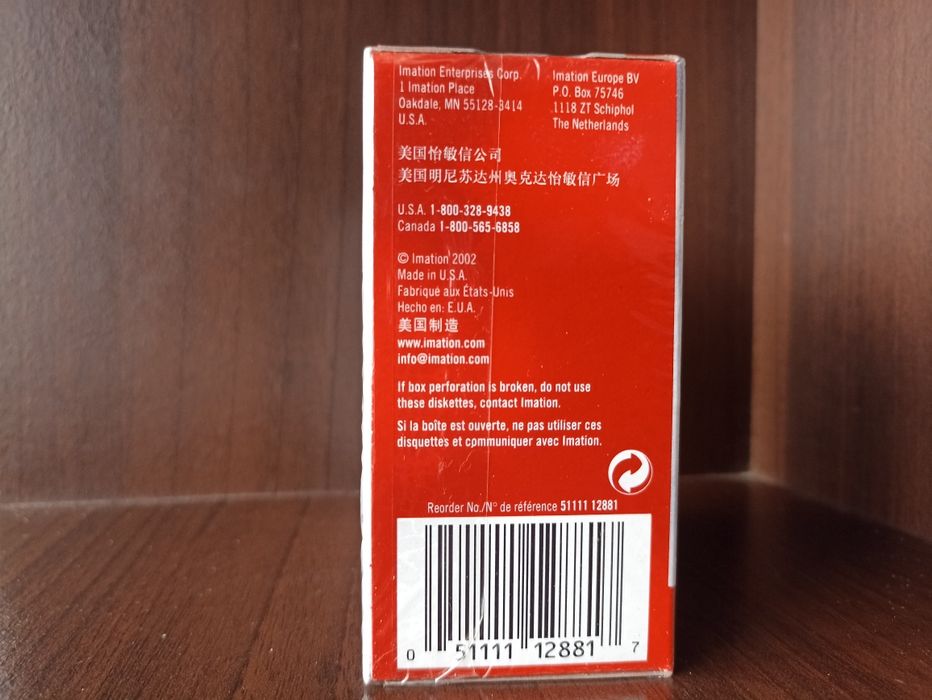 Imation Enterprises Corp.
1 Imation Place
Oakdale, MN 55128-3414
U.S.A.
Imation Europe BV
P.O. Box 75746
1118 ZT Schiphol
The Netherlands
美国怡敏信公司
美国明尼苏达州奥克达怡敏信广场
U.S.A. 1-800-328-9438
Canada 1-800-565-6858
© Imation 2002
Made in U.S.A.
Fabriqué aux États-Unis
Hecho en: E.U.A.
美国制造
www.imation.com
info@imation.com
If box perforation is broken, do not use
these diskettes, contact Imation.
Si la boîte est ouverte, ne pas utiliser ces
disquettes et communiquer avec Imation.
Reorder No./N° de référence 51111 12881
0 51111 12881 7